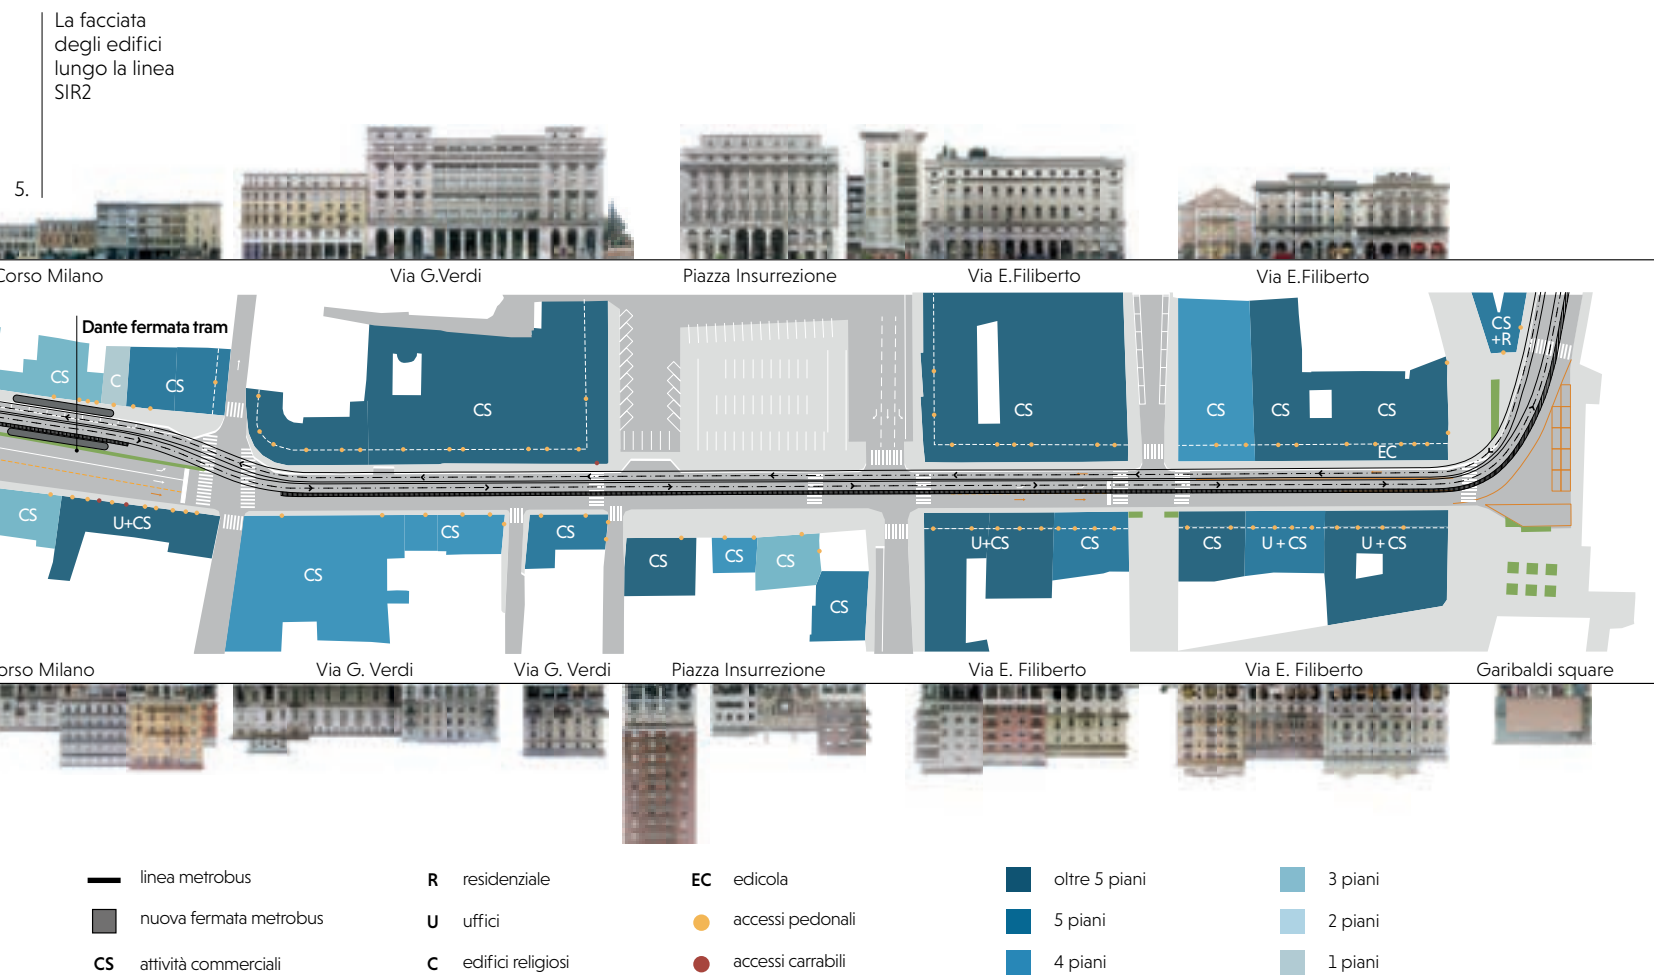 La facciata
degli edifici
lungo la linea
SIR2
5.
Corso Milano
Via G.Verdi
Piazza Insurrezione
Via E.Filiberto
Via E.Filiberto
Dante fermata tram
CS
C
CS
CS
CS
CS
CS
CS
EC
CS
+R
CS
U+CS
CS
CS
CS
CS
CS
CS
CS
U+CS
CS
CS
U+CS
U+CS
orso Milano
Via G. Verdi
Via G. Verdi
Piazza Insurrezione
Via E. Filiberto
Via E. Filiberto
Garibaldi square
linea metrobus
R residenziale
EC edicola
oltre 5 piani
3 piani
nuova fermata metrobus
U uffici
accessi pedonali
5 piani
2 piani
CS attività commerciali
C edifici religiosi
accessi carrabili
4 piani
1 piani